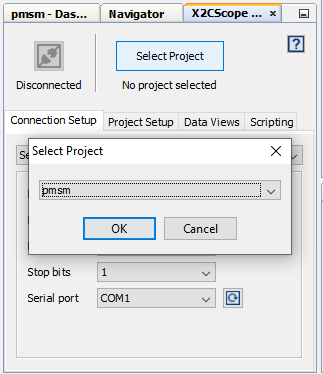 pmsm - Das...
Navigator
X2CScope ...
Select Project
Disconnected
No project selected
Connection Setup
Project Setup
Data Views
Scripting
Select Project
pmsm
OK
Cancel
Stop bits
1
Serial port
COM1